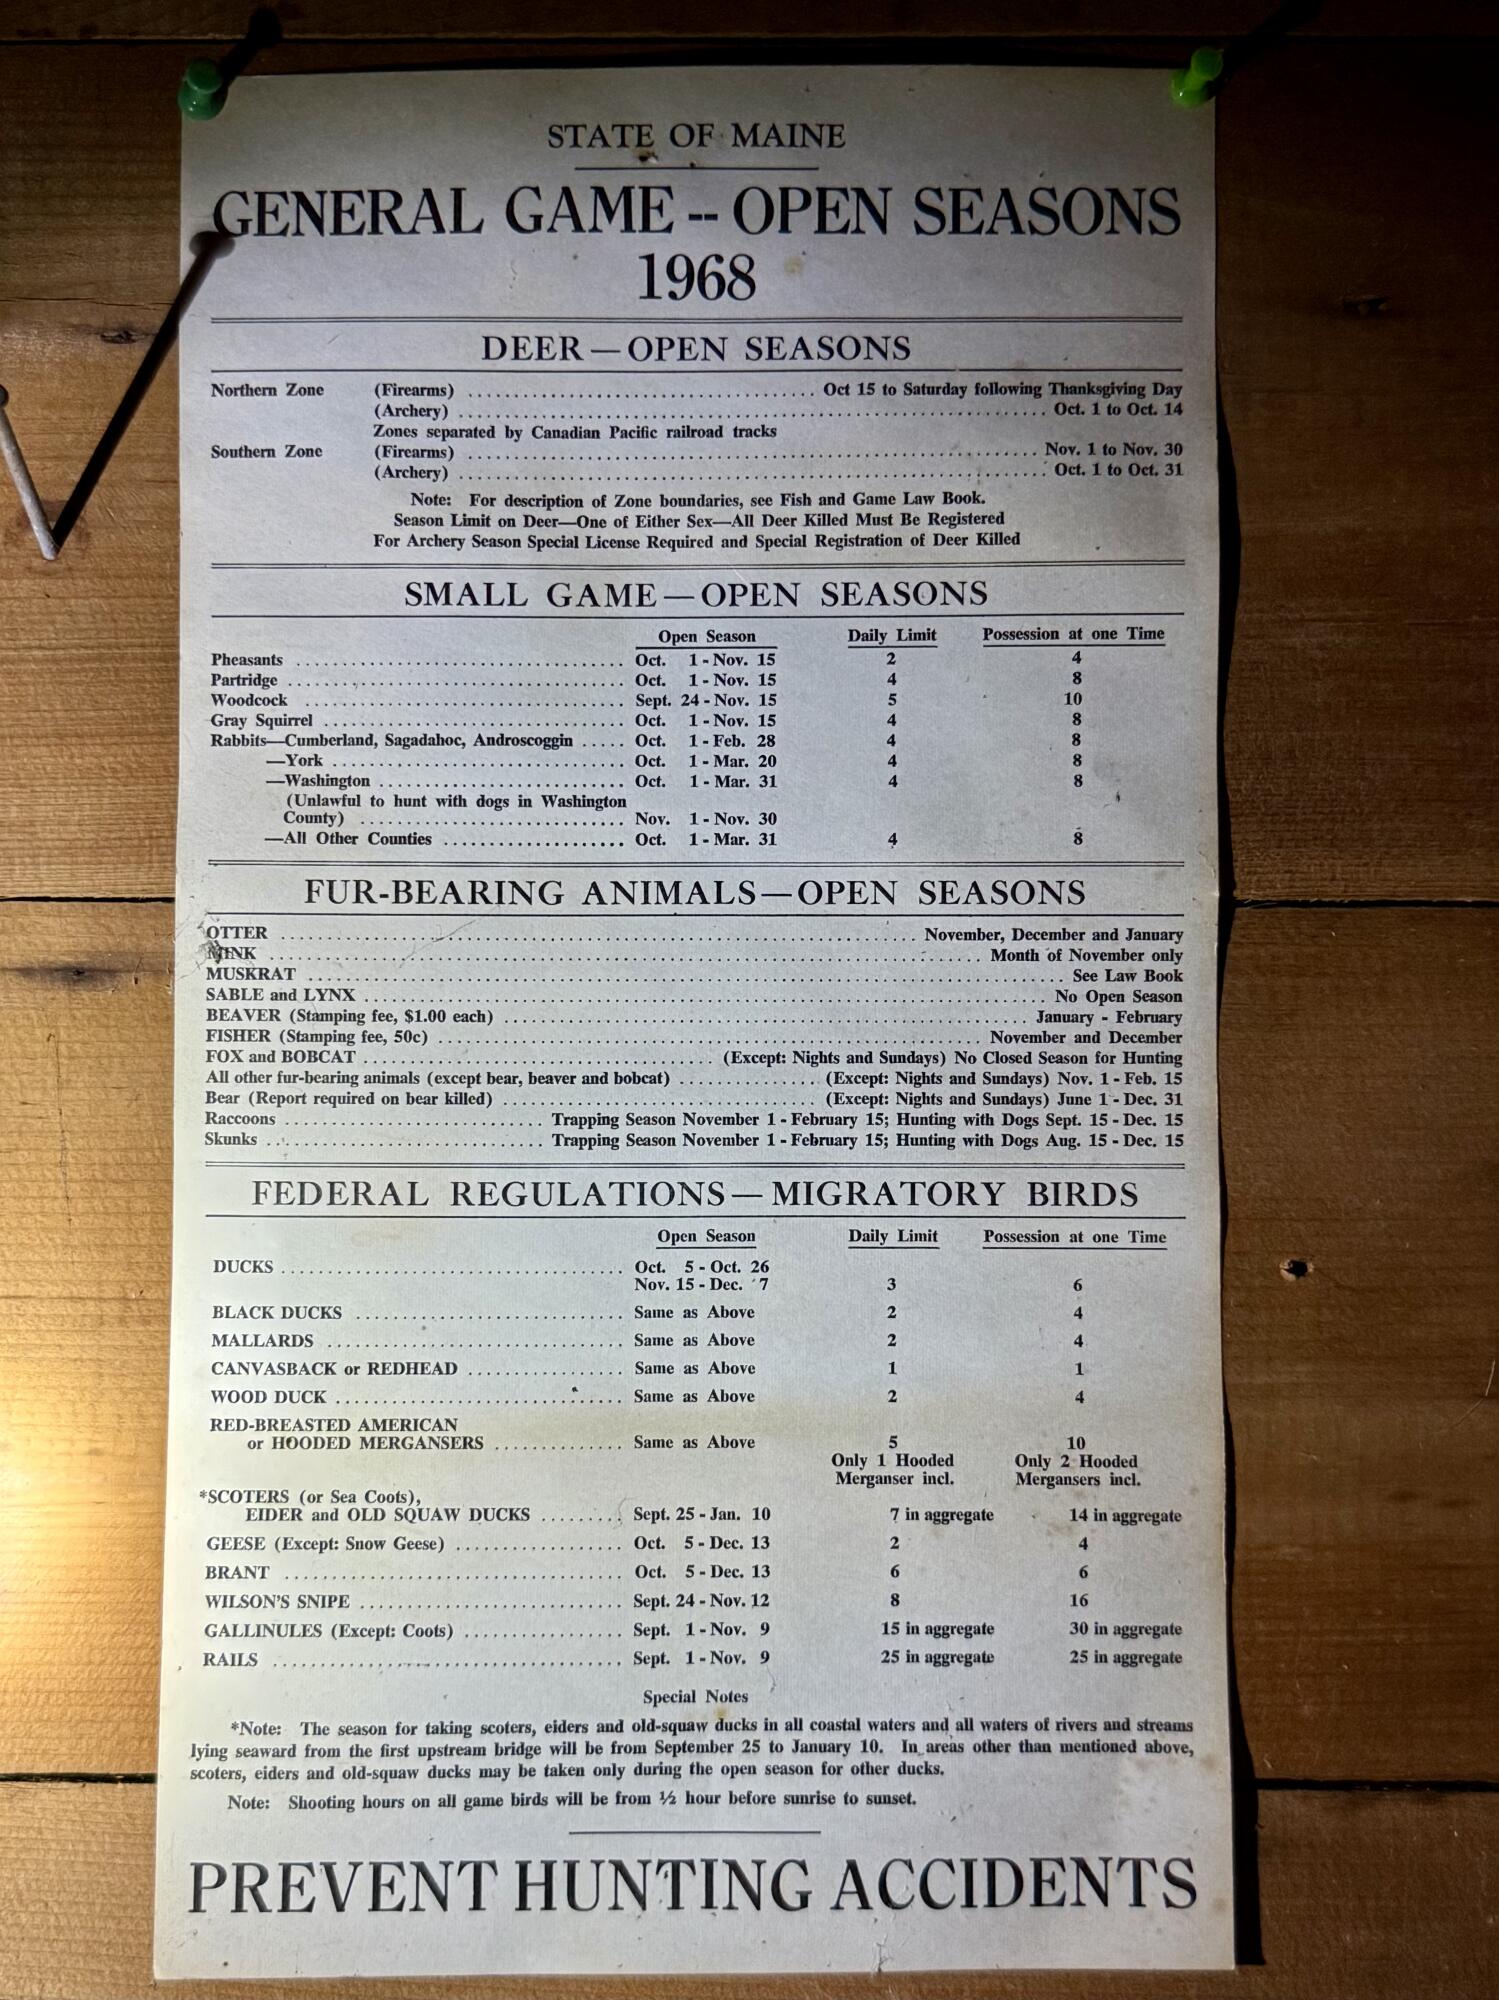 STATE OF MAINE
GENERAL GAME -- OPEN SEASONS
1968
DEER — OPEN SEASONS
Northern Zone (Firearms) ........ Oct 15 to Saturday following Thanksgiving Day
(Archery) ........ Oct. 1 to Oct. 14
Zones separated by Canadian Pacific railroad tracks
Southern Zone (Firearms) ........ Nov. 1 to Nov. 30
(Archery) ........ Oct. 1 to Oct. 31
Note: For description of Zone boundaries, see Fish and Game Law Book.
Season Limit on Deer—One of Either Sex—All Deer Killed Must Be Registered
For Archery Season Special License Required and Special Registration of Deer Killed
SMALL GAME — OPEN SEASONS
Open Season Daily Limit Possession at one Time
Pheasants ........ Oct. 1 - Nov. 15 2 4
Partridge ........ Oct. 1 - Nov. 15 4 8
Woodcock ........ Sept. 24 - Nov. 15 5 10
Gray Squirrel ........ Oct. 1 - Nov. 15 4 8
Rabbits—Cumberland, Sagadahoc, Androscoggin ..... Oct. 1 - Feb. 28 4 8
—York ........ Oct. 1 - Mar. 20 4 8
—Washington ........ Oct. 1 - Mar. 31 4 8
(Unlawful to hunt with dogs in Washington
County) ........ Nov. 1 - Nov. 30
—All Other Counties ........ Oct. 1 - Mar. 31 4 8
FUR-BEARING ANIMALS—OPEN SEASONS
OTTER ........ November, December and January
MINK ........ Month of November only
MUSKRAT ........ See Law Book
SABLE and LYNX ........ No Open Season
BEAVER (Stamping fee, $1.00 each) ........ January - February
FISHER (Stamping fee, 50c) ........ November and December
FOX and BOBCAT ........ (Except: Nights and Sundays) No Closed Season for Hunting
All other fur-bearing animals (except bear, beaver and bobcat) ........ (Except: Nights and Sundays) Nov. 1 - Feb. 15
Bear (Report required on bear killed) ........ (Except: Nights and Sundays) June 1 - Dec. 31
Raccoons ........ Trapping Season November 1 - February 15; Hunting with Dogs Sept. 15 - Dec. 15
Skunks ........ Trapping Season November 1 - February 15; Hunting with Dogs Aug. 15 - Dec. 15
FEDERAL REGULATIONS — MIGRATORY BIRDS
Open Season Daily Limit Possession at one Time
DUCKS ........ Oct. 5 - Oct. 26
Nov. 15 - Dec. 7 3 6
BLACK DUCKS ........ Same as Above 2 4
MALLARDS ........ Same as Above 2 4
CANVASBACK or REDHEAD ........ Same as Above 1 1
WOOD DUCK ........ Same as Above 2 4
RED-BREASTED AMERICAN
or HOODED MERGANSERS ........ Same as Above 5 10
Only 1 Hooded Only 2 Hooded
Merganser incl. Mergansers incl.
*SCOTERS (or Sea Coots),
EIDER and OLD SQUAW DUCKS ........ Sept. 25 - Jan. 10 7 in aggregate 14 in aggregate
GEESE (Except: Snow Geese) ........ Oct. 5 - Dec. 13 2 4
BRANT ........ Oct. 5 - Dec. 13 6 6
WILSON'S SNIPE ........ Sept. 24 - Nov. 12 8 16
GALLINULES (Except: Coots) ........ Sept. 1 - Nov. 9 15 in aggregate 30 in aggregate
RAILS ........ Sept. 1 - Nov. 9 25 in aggregate 25 in aggregate
Special Notes
*Note: The season for taking scoters, eiders and old-squaw ducks in all coastal waters and all waters of rivers and streams
lying seaward from the first upstream bridge will be from September 25 to January 10. In areas other than mentioned above,
scoters, eiders and old-squaw ducks may be taken only during the open season for other ducks.
Note: Shooting hours on all game birds will be from ½ hour before sunrise to sunset.
PREVENT HUNTING ACCIDENTS